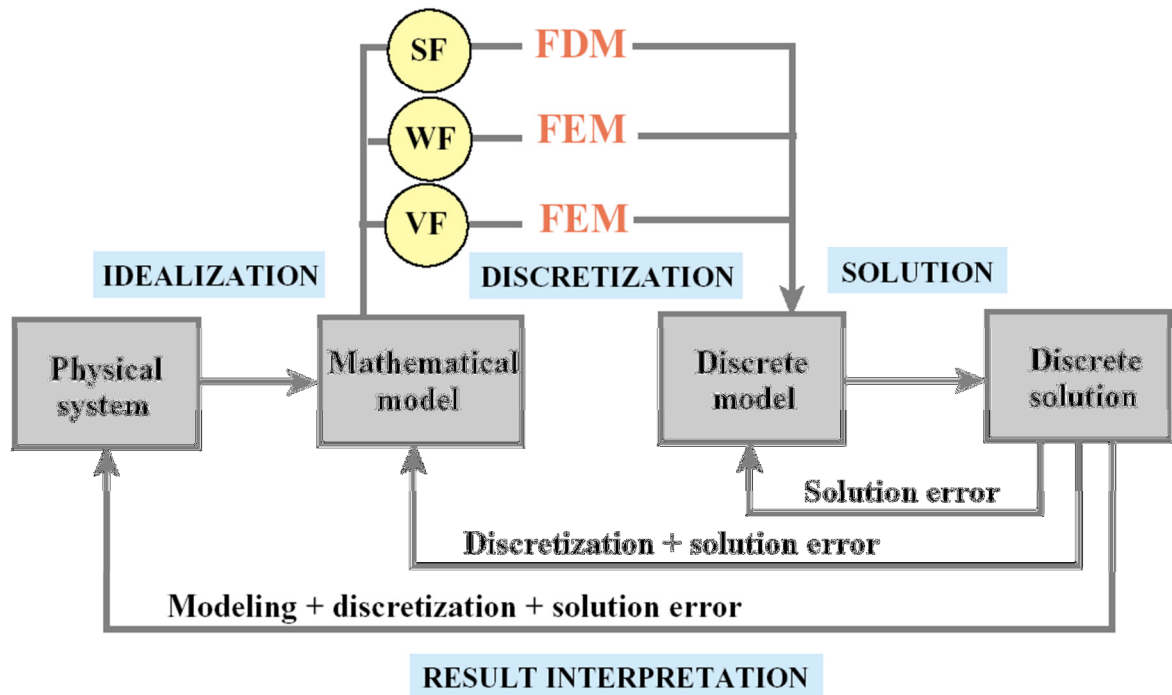 SF
FDM
WF
FEM
VF
FEM
IDEALIZATION
DISCRETIZATION
SOLUTION
Physical
system
Mathematical
model
Discrete
model
Discrete
solution
Solution error
Discretization + solution error
Modeling + discretization + solution error
RESULT INTERPRETATION